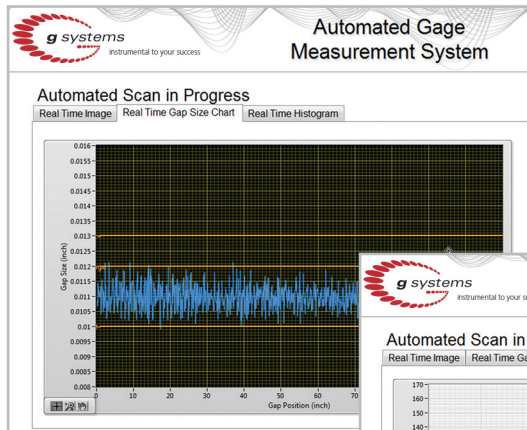 g systems
instrumental to your success
Automated Gage
Measurement System
Automated Scan in Progress
Real Time Image Real Time Gap Size Chart Real Time Histogram
0.016
0.0155
0.015
0.0145
0.014
0.0135
0.013
0.0125
0.012
0.0115
0.011
0.0105
0.01
0.0095
0.009
0.0085
0.008
Gap Size (inch)
0 10 20 30 40 50 60 70
Gap Position (inch)
g systems
instrumental to your
Automated Scan in
Real Time Image Real Time
170
160
150
140